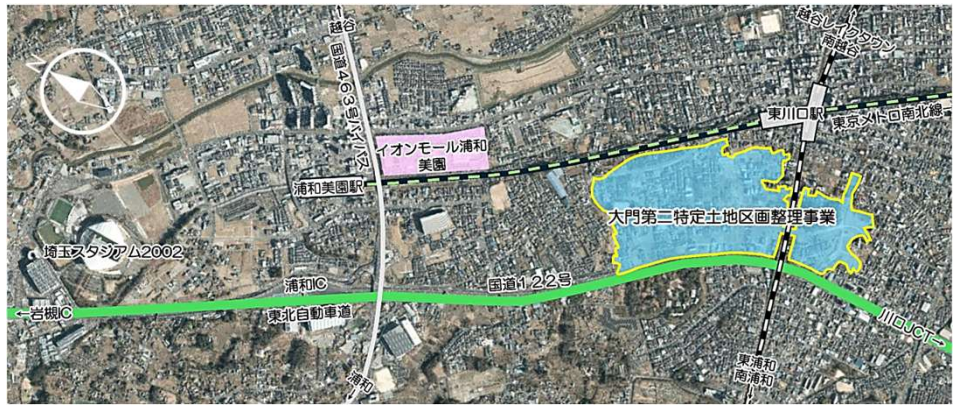 N
←越谷
国道463号バイパス
越谷レイクタウン
南越谷
東川口駅
東京メトロ南北線
イオンモール浦和
美園
浦和美園駅
大門第二特定土地区画整理事業
埼玉スタジアム2002
浦和IC
国道122号
←岩槻IC
東北自動車道
川口JCT→
浦和
東浦和
南浦和